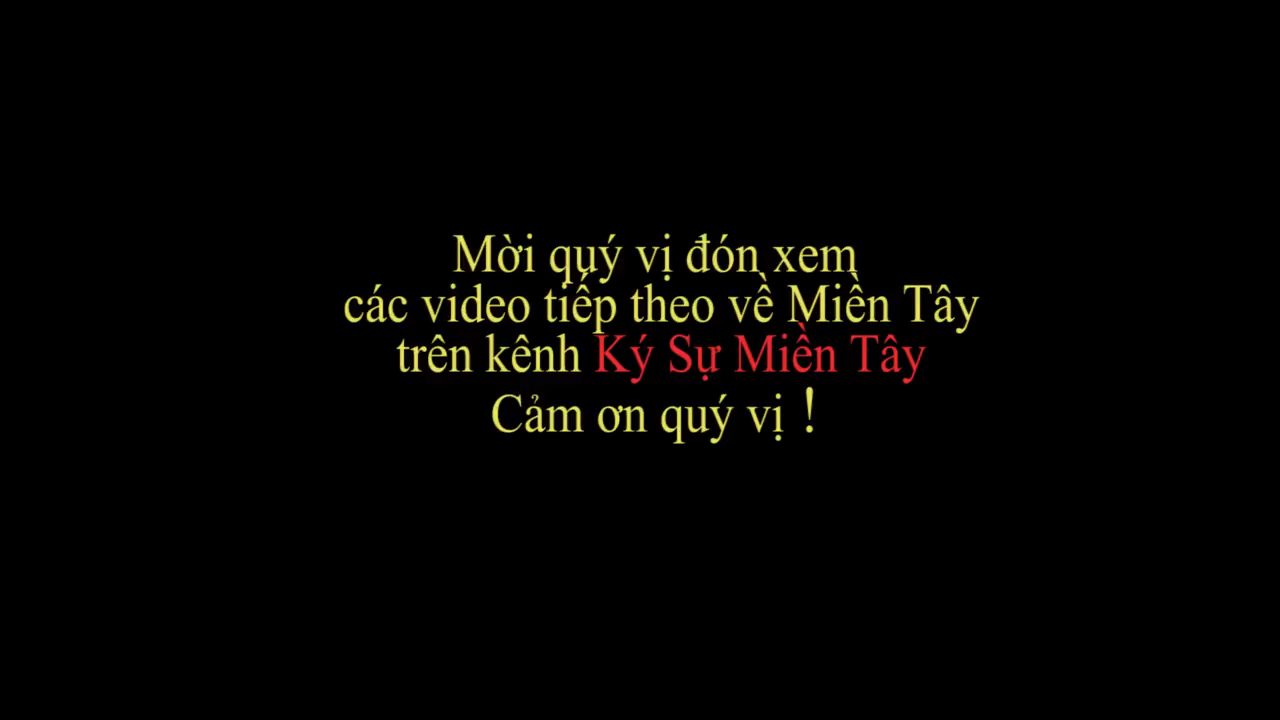 Mời quý vị đón xem
các video tiếp theo về Miền Tây
trên kênh Ký Sự Miền Tây
Cảm ơn quý vị !